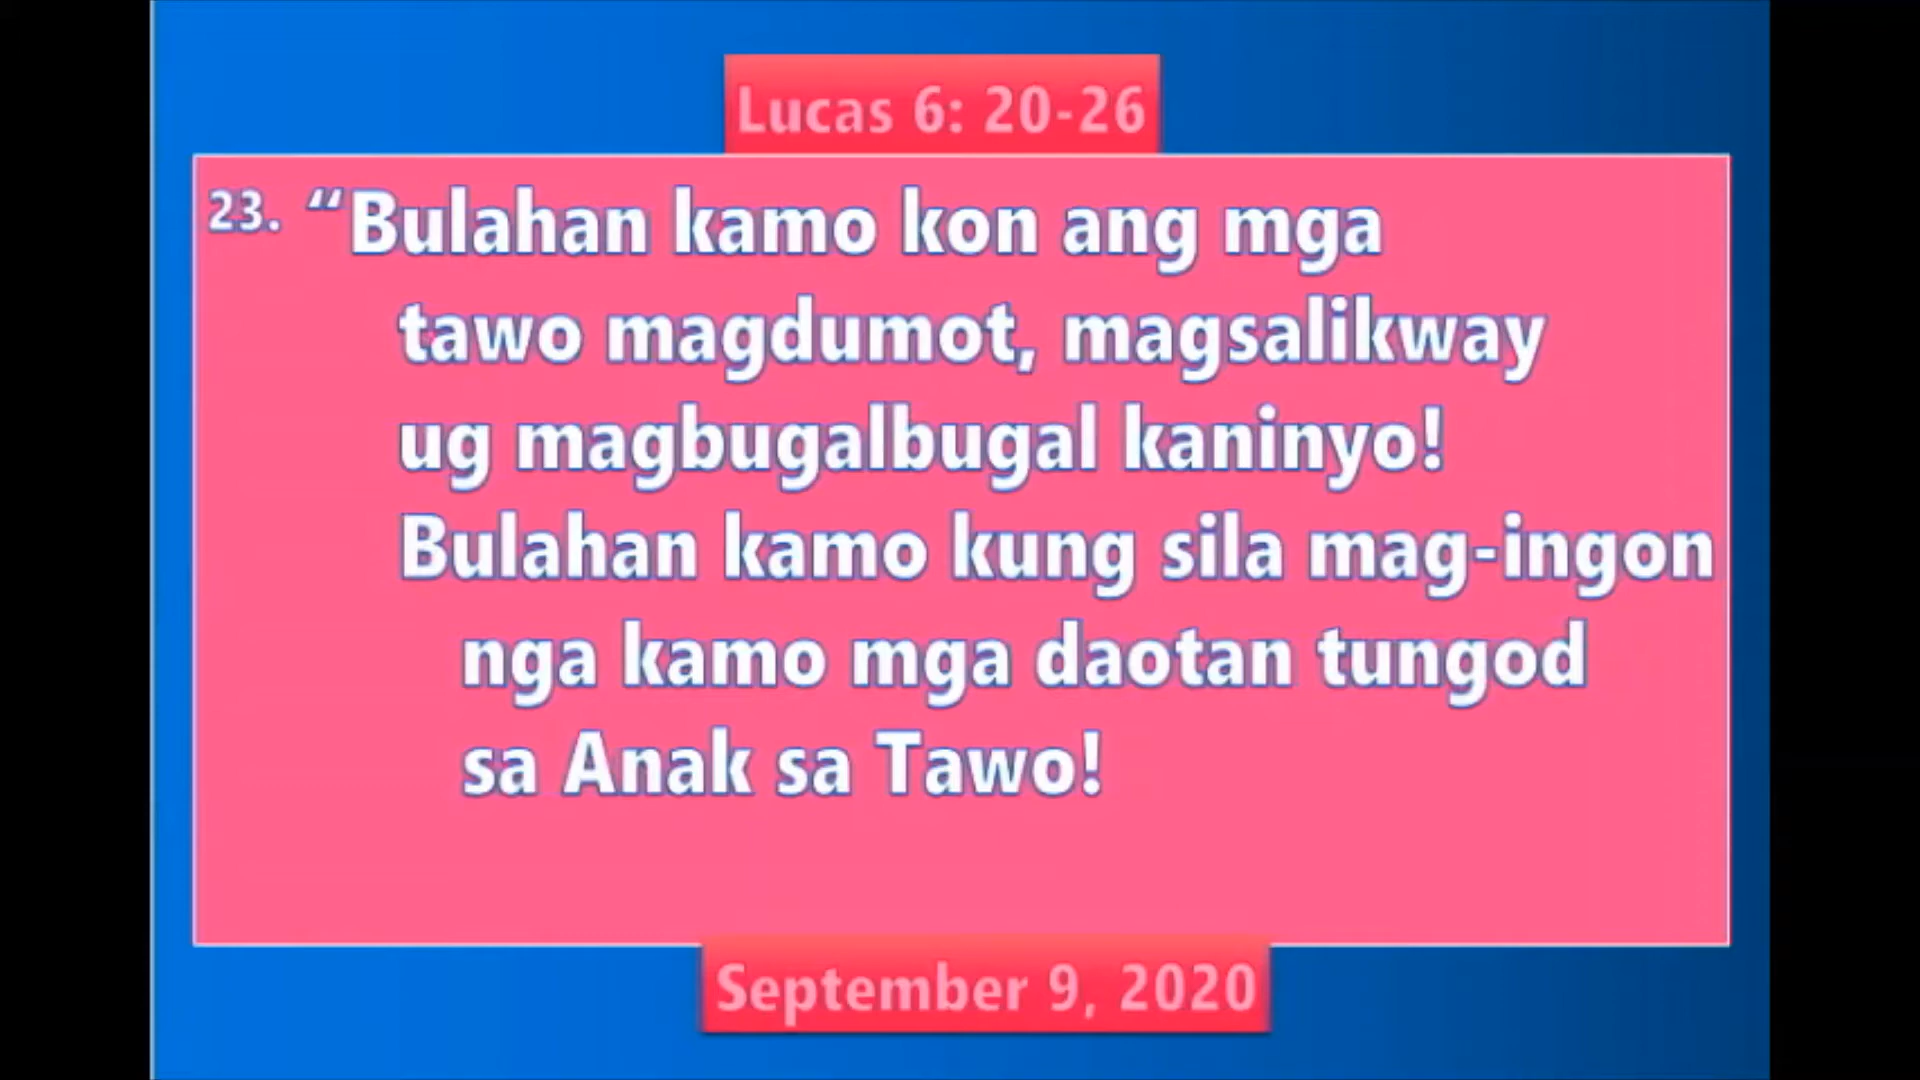 Lucas 6: 20-26
23. “Bulahan kamo kon ang mga
tawo magdumot, magsalikway
ug magbugalbugal kaninyo!
Bulahan kamo kung sila mag-ingon
nga kamo mga daotan tungod
sa Anak sa Tawo!
September 9, 2020